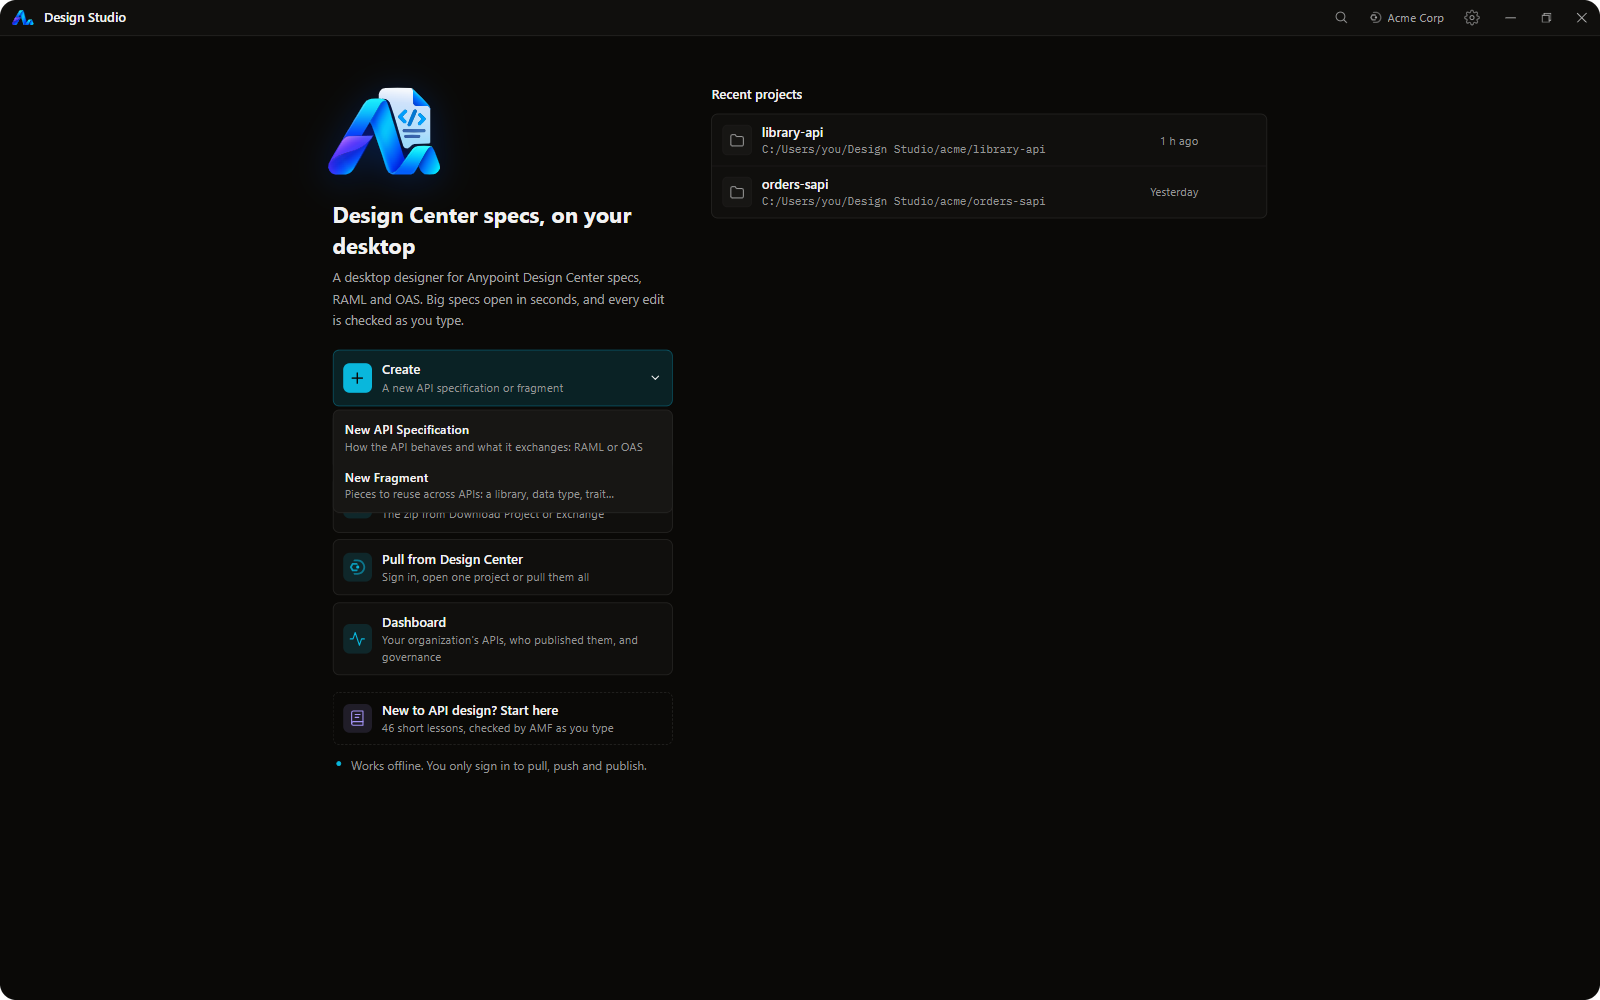 Design Studio
Acme Corp
Design Center specs, on your
desktop
A desktop designer for Anypoint Design Center specs,
RAML and OAS. Big specs open in seconds, and every edit
is checked as you type.
Create
A new API specification or fragment
New API Specification
How the API behaves and what it exchanges: RAML or OAS
New Fragment
Pieces to reuse across APIs: a library, data type, trait...
The zip from Download Project or Exchange
Pull from Design Center
Sign in, open one project or pull them all
Dashboard
Your organization's APIs, who published them, and
governance
New to API design? Start here
46 short lessons, checked by AMF as you type
Works offline. You only sign in to pull, push and publish.
Recent projects
library-api
C:/Users/you/Design Studio/acme/library-api
1 h ago
orders-sapi
C:/Users/you/Design Studio/acme/orders-sapi
Yesterday